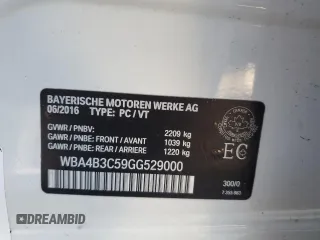 BAYERISCHE MOTOREN WERKE AG
06/2016 TYPE: PC / VT
GVWR / PNBV: 2209 kg
GAWR / PNBE: FRONT / AVANT 1039 kg
GAWR / PNBE: REAR / ARRIERE 1220 kg
WBA4B3C59GG529000
EC
300/0
DREAMBID